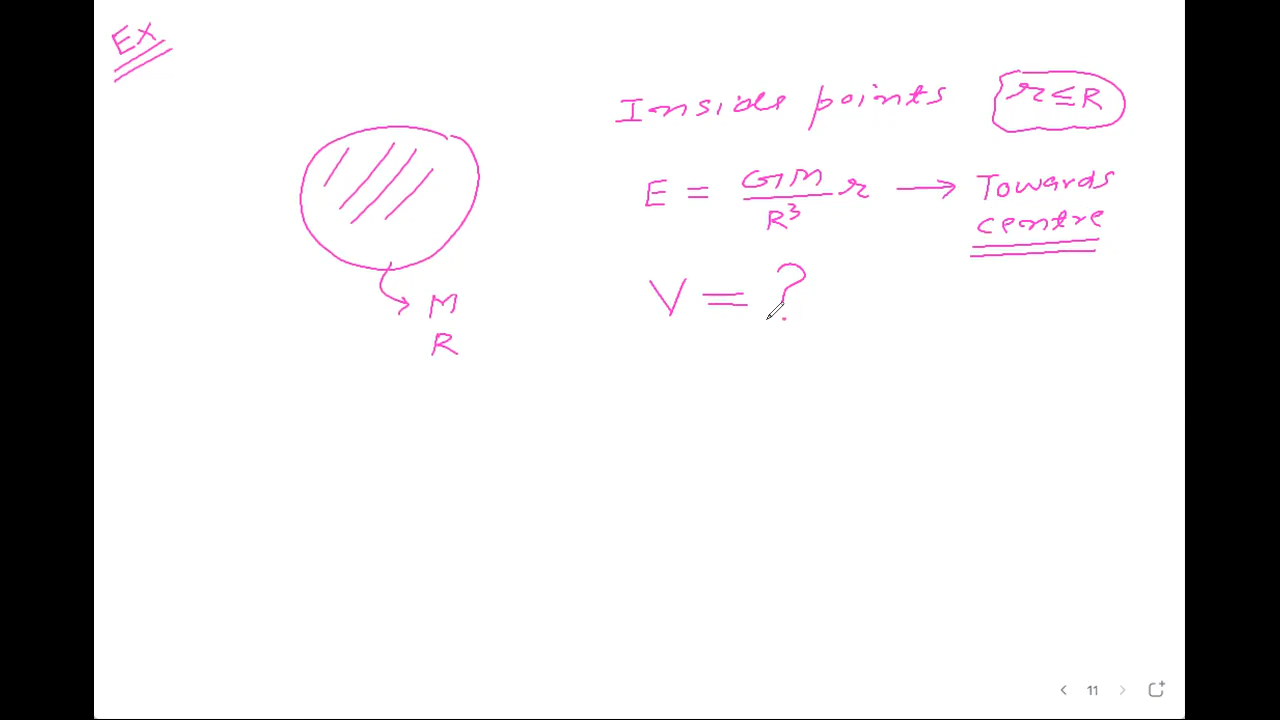 Ex
Inside points r ≤ R
E = GM/R³ r → Towards
centre
V = ?
M
R
11